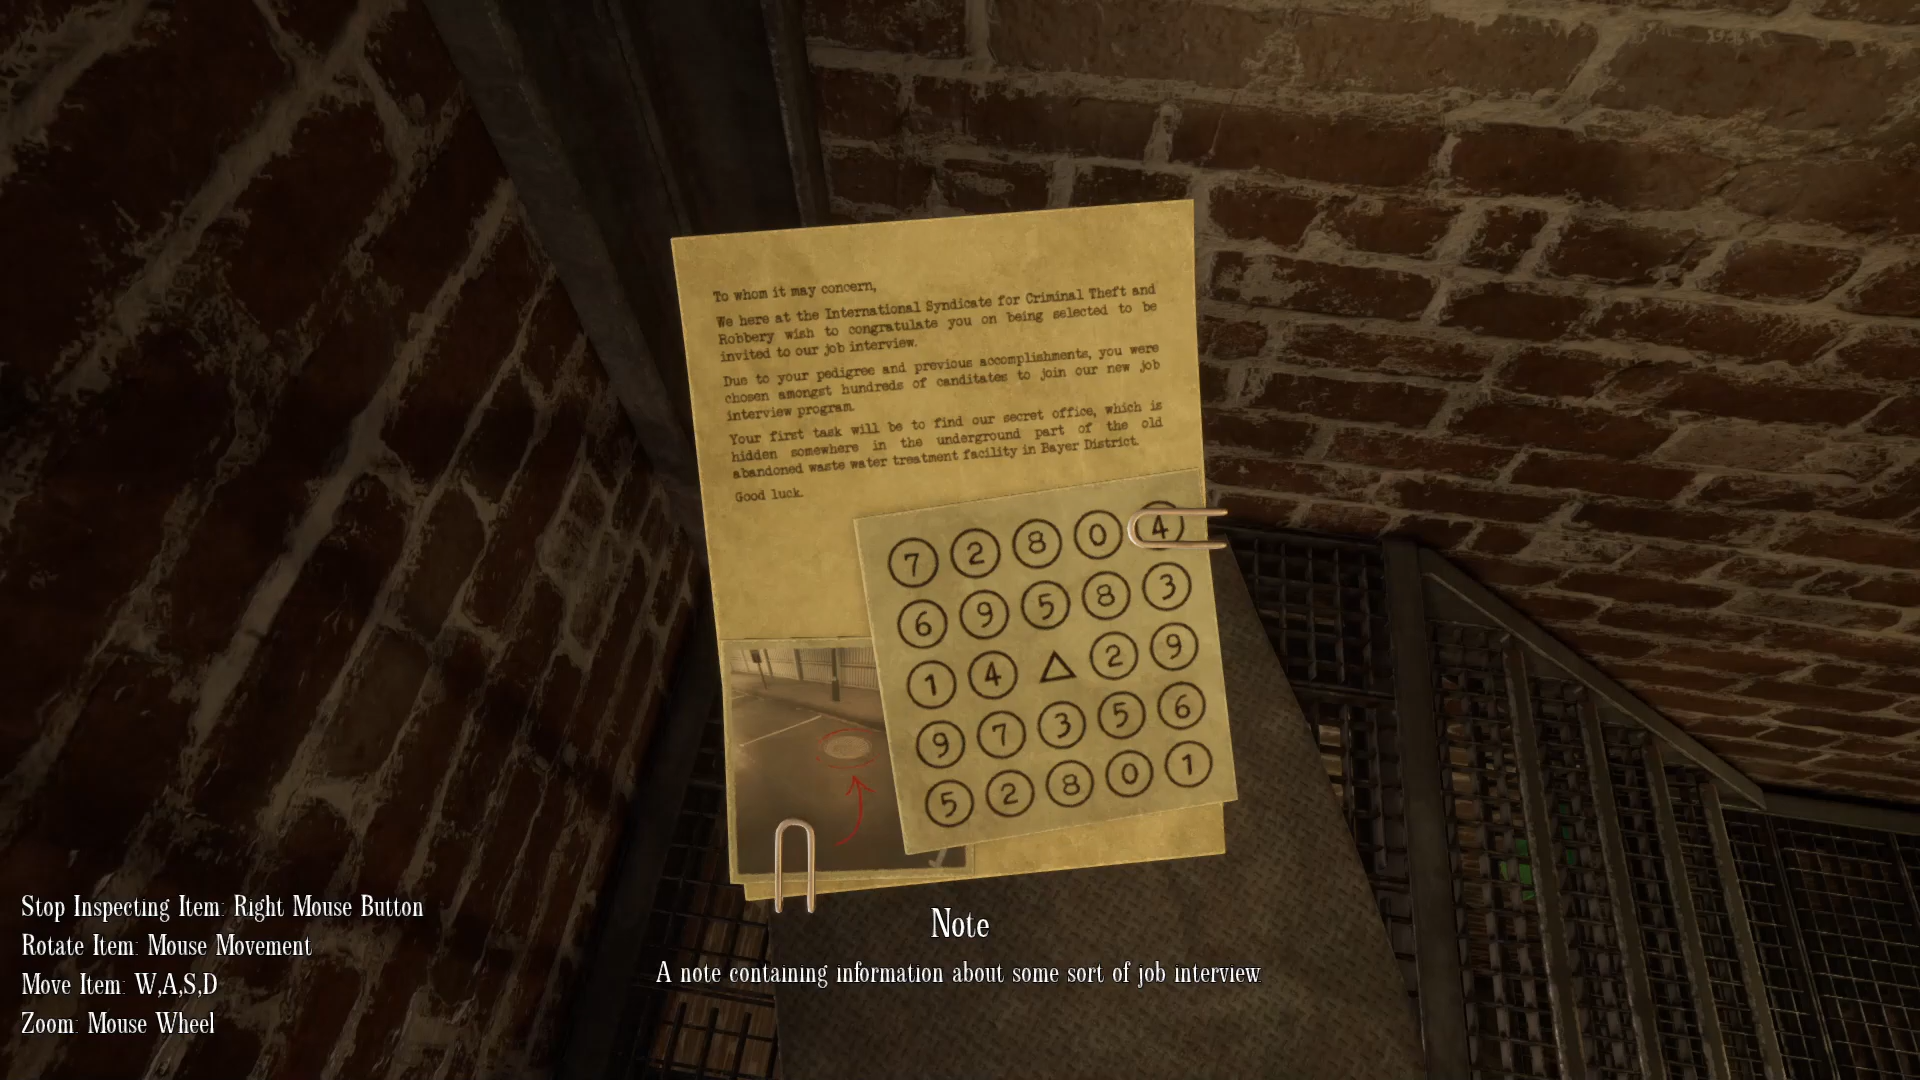 To whom it may concern,
We here at the International Syndicate for Criminal Theft and
Robbery wish to congratulate you on being selected to be
invited to our job interview.
Due to your pedigree and previous accomplishments, you were
chosen amongst hundreds of canditates to join our new job
interview program.
Your first task will be to find our secret office, which is
hidden somewhere in the underground part of the old
abandoned waste water treatment facility in Bayer District.
Good luck.
7 2 8 0 4
6 9 5 8 3
1 4 △ 2 9
9 7 3 5 6
5 2 8 0 1
Stop Inspecting Item: Right Mouse Button
Rotate Item: Mouse Movement
Move Item: W,A,S,D
Zoom: Mouse Wheel
Note
A note containing information about some sort of job interview